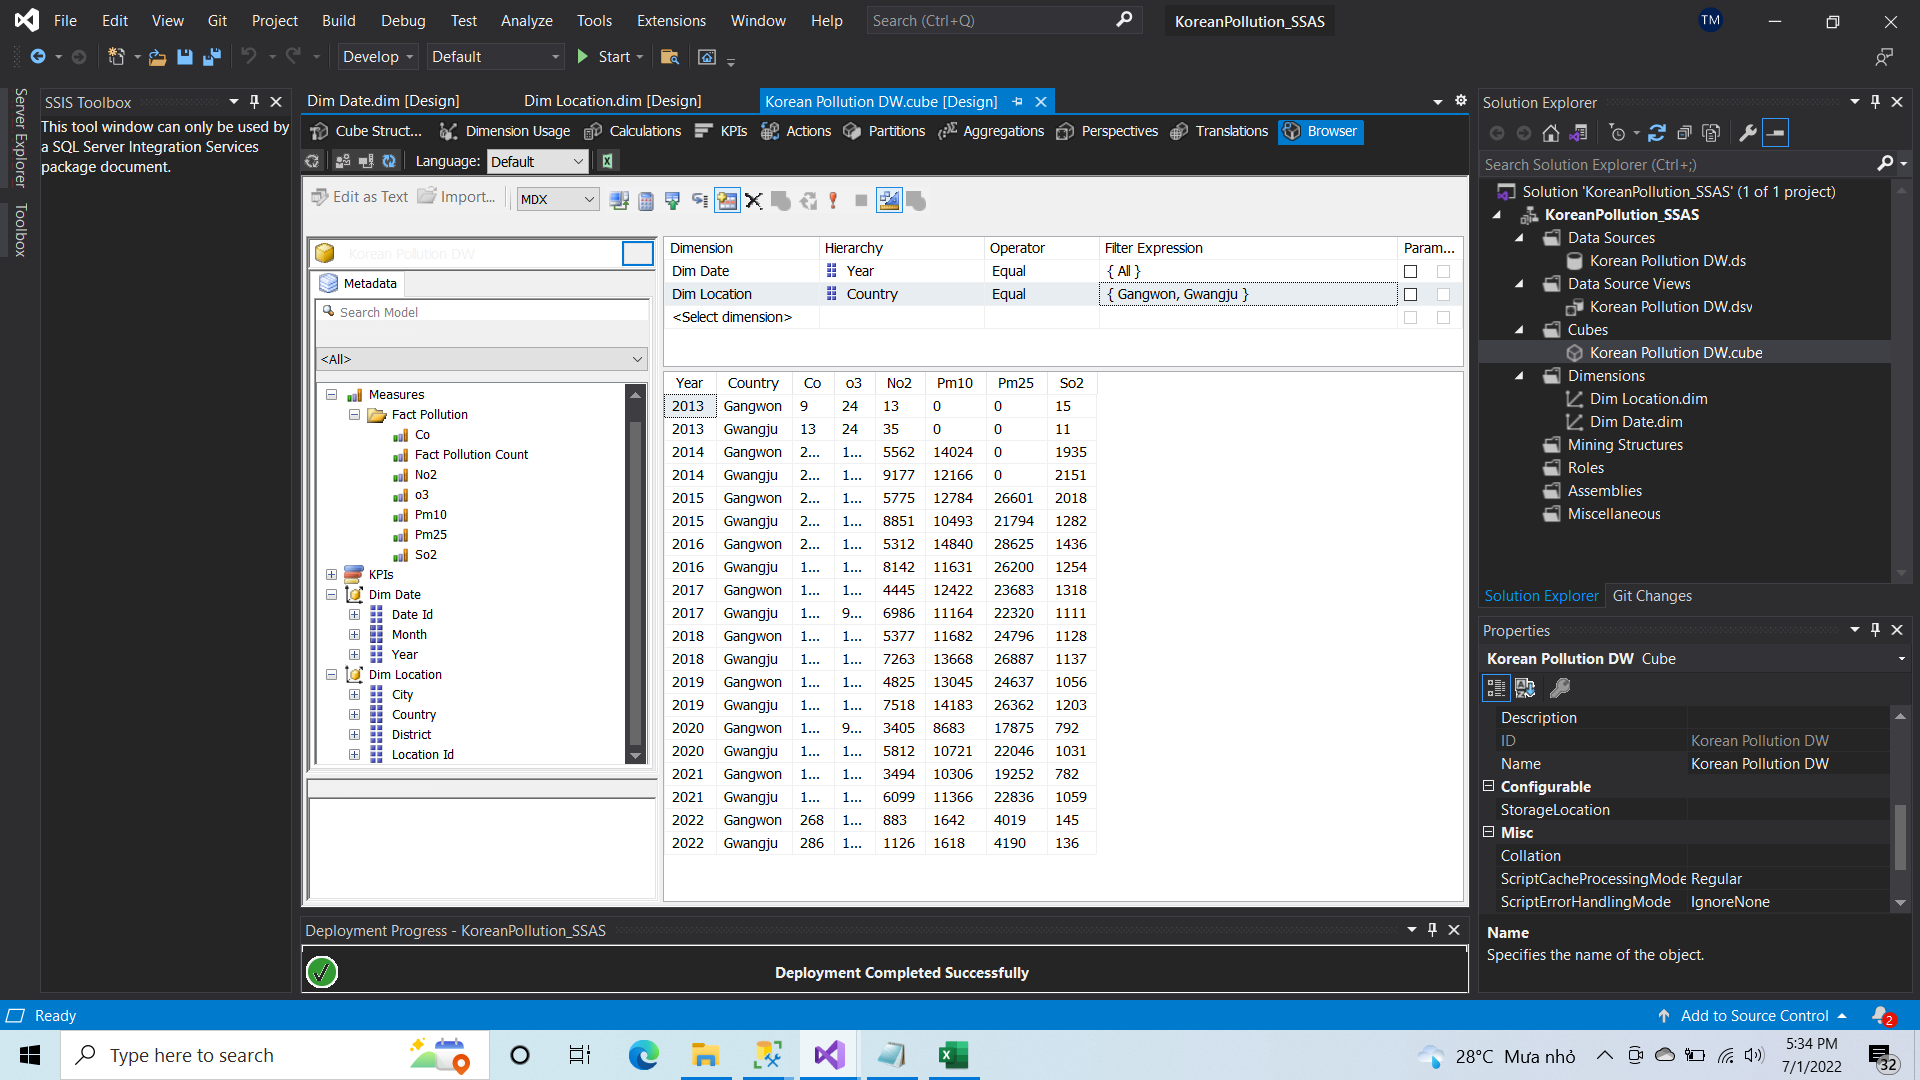 File Edit View Git Project Build Debug Test Analyze Tools Extensions Window Help Search (Ctrl+Q) KoreanPollution_SSAS TM
Develop Default Start
Server Explorer
Toolbox
SSIS Toolbox
This tool window can only be used by
a SQL Server Integration Services
package document.
Dim Date.dim [Design] Dim Location.dim [Design] Korean Pollution DW.cube [Design]
Cube Struct... Dimension Usage Calculations KPIs Actions Partitions Aggregations Perspectives Translations Browser
Language: Default
Edit as Text Import... MDX
Korean Pollution DW
Metadata
Search Model
<All>
Measures
Fact Pollution
Co
Fact Pollution Count
No2
o3
Pm10
Pm25
So2
KPIs
Dim Date
Date Id
Month
Year
Dim Location
City
Country
District
Location Id
Dimension Hierarchy Operator Filter Expression Param...
Dim Date Year Equal { All }
Dim Location Country Equal { Gangwon, Gwangju }
<Select dimension>
Year Country Co o3 No2 Pm10 Pm25 So2
2013 Gangwon 9 24 13 0 0 15
2013 Gwangju 13 24 35 0 0 11
2014 Gangwon 2... 1... 5562 14024 0 1935
2014 Gwangju 2... 1... 9177 12166 0 2151
2015 Gangwon 2... 1... 5775 12784 26601 2018
2015 Gwangju 2... 1... 8851 10493 21794 1282
2016 Gangwon 2... 1... 5312 14840 28625 1436
2016 Gwangju 1... 1... 8142 11631 26200 1254
2017 Gangwon 1... 1... 4445 12422 23683 1318
2017 Gwangju 1... 9... 6986 11164 22320 1111
2018 Gangwon 1... 1... 5377 11682 24796 1128
2018 Gwangju 1... 1... 7263 13668 26887 1137
2019 Gangwon 1... 1... 4825 13045 24637 1056
2019 Gwangju 1... 1... 7518 14183 26362 1203
2020 Gangwon 1... 9... 3405 8683 17875 792
2020 Gwangju 1... 1... 5812 10721 22046 1031
2021 Gangwon 1... 1... 3494 10306 19252 782
2021 Gwangju 1... 1... 6099 11366 22836 1059
2022 Gangwon 268 1... 883 1642 4019 145
2022 Gwangju 286 1... 1126 1618 4190 136
Deployment Progress - KoreanPollution_SSAS
Deployment Completed Successfully
Solution Explorer
Search Solution Explorer (Ctrl+;)
Solution 'KoreanPollution_SSAS' (1 of 1 project)
KoreanPollution_SSAS
Data Sources
Korean Pollution DW.ds
Data Source Views
Korean Pollution DW.dsv
Cubes
Korean Pollution DW.cube
Dimensions
Dim Location.dim
Dim Date.dim
Mining Structures
Roles
Assemblies
Miscellaneous
Solution Explorer Git Changes
Properties
Korean Pollution DW Cube
Description
ID Korean Pollution DW
Name Korean Pollution DW
Configurable
StorageLocation
Misc
Collation
ScriptCacheProcessingMode Regular
ScriptErrorHandlingMode IgnoreNone
Name
Specifies the name of the object.
Ready Add to Source Control 2
Type here to search 28°C Mưa nhỏ 5:34 PM
7/1/2022 32